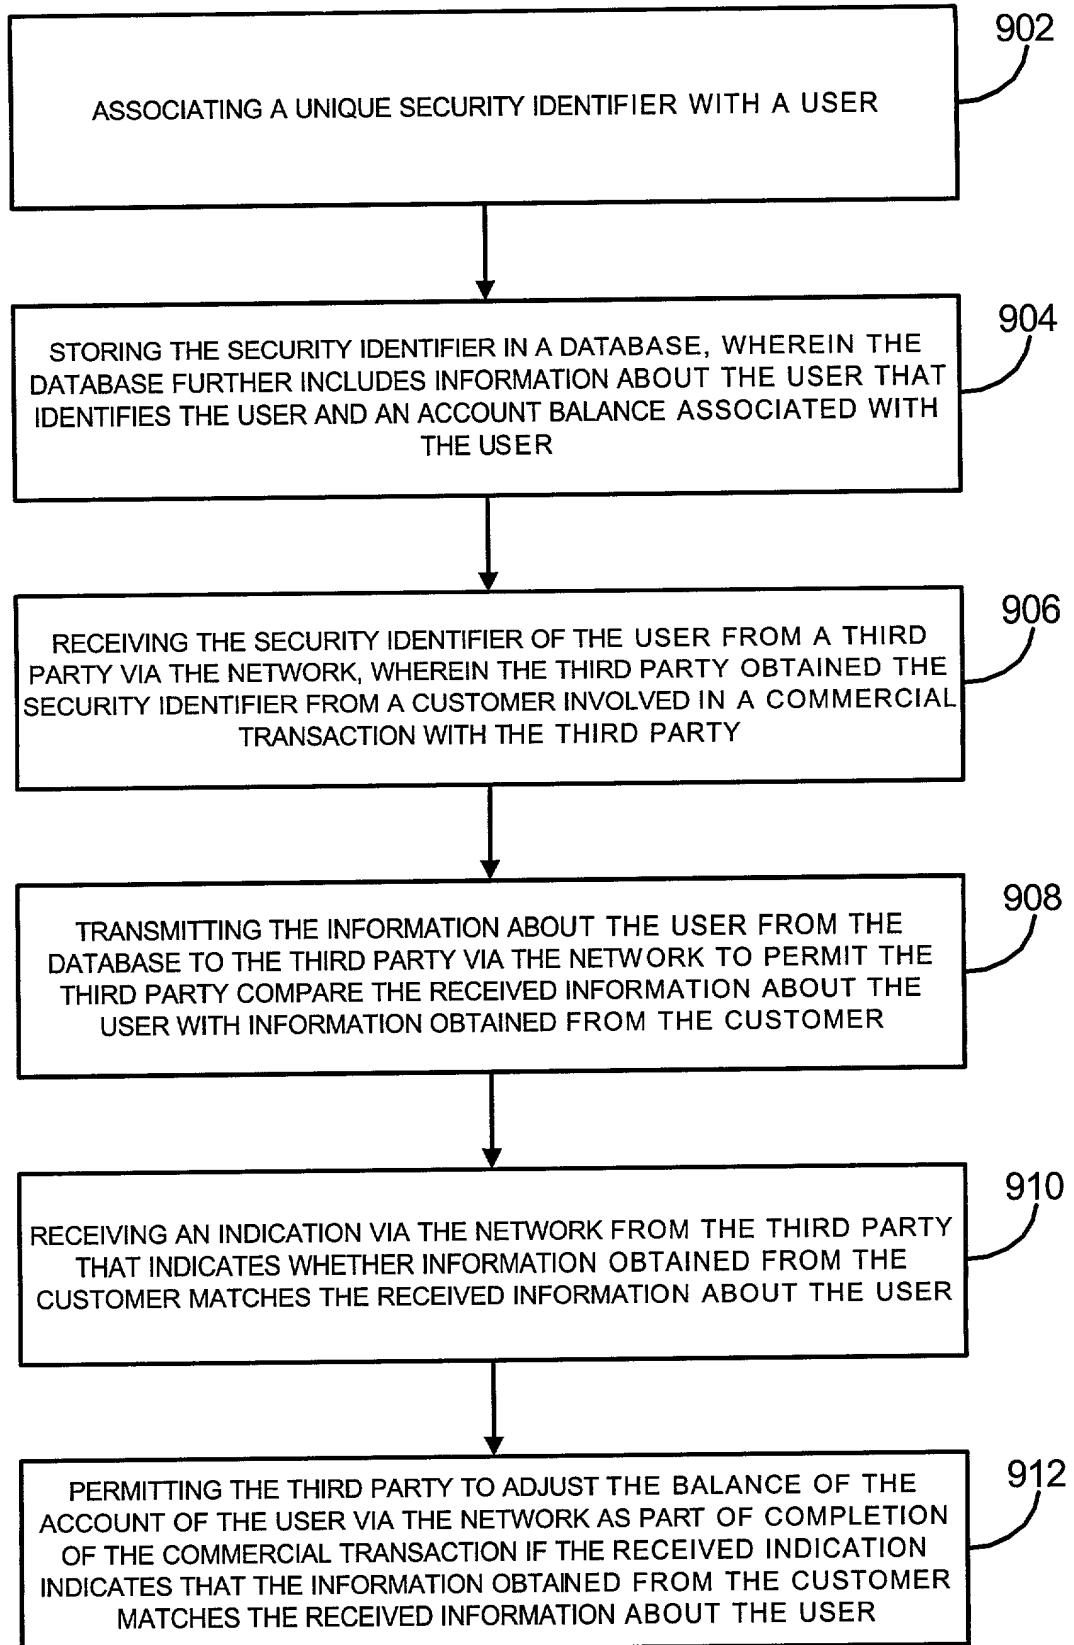 902
ASSOCIATING A UNIQUE SECURITY IDENTIFIER WITH A USER
904
STORING THE SECURITY IDENTIFIER IN A DATABASE, WHEREIN THE
DATABASE FURTHER INCLUDES INFORMATION ABOUT THE USER THAT
IDENTIFIES THE USER AND AN ACCOUNT BALANCE ASSOCIATED WITH
THE USER
906
RECEIVING THE SECURITY IDENTIFIER OF THE USER FROM A THIRD
PARTY VIA THE NETWORK, WHEREIN THE THIRD PARTY OBTAINED THE
SECURITY IDENTIFIER FROM A CUSTOMER INVOLVED IN A COMMERCIAL
TRANSACTION WITH THE THIRD PARTY
908
TRANSMITTING THE INFORMATION ABOUT THE USER FROM THE
DATABASE TO THE THIRD PARTY VIA THE NETWORK TO PERMIT THE
THIRD PARTY COMPARE THE RECEIVED INFORMATION ABOUT THE
USER WITH INFORMATION OBTAINED FROM THE CUSTOMER
910
RECEIVING AN INDICATION VIA THE NETWORK FROM THE THIRD PARTY
THAT INDICATES WHETHER INFORMATION OBTAINED FROM THE
CUSTOMER MATCHES THE RECEIVED INFORMATION ABOUT THE USER
912
PERMITTING THE THIRD PARTY TO ADJUST THE BALANCE OF THE
ACCOUNT OF THE USER VIA THE NETWORK AS PART OF COMPLETION
OF THE COMMERCIAL TRANSACTION IF THE RECEIVED INDICATION
INDICATES THAT THE INFORMATION OBTAINED FROM THE CUSTOMER
MATCHES THE RECEIVED INFORMATION ABOUT THE USER